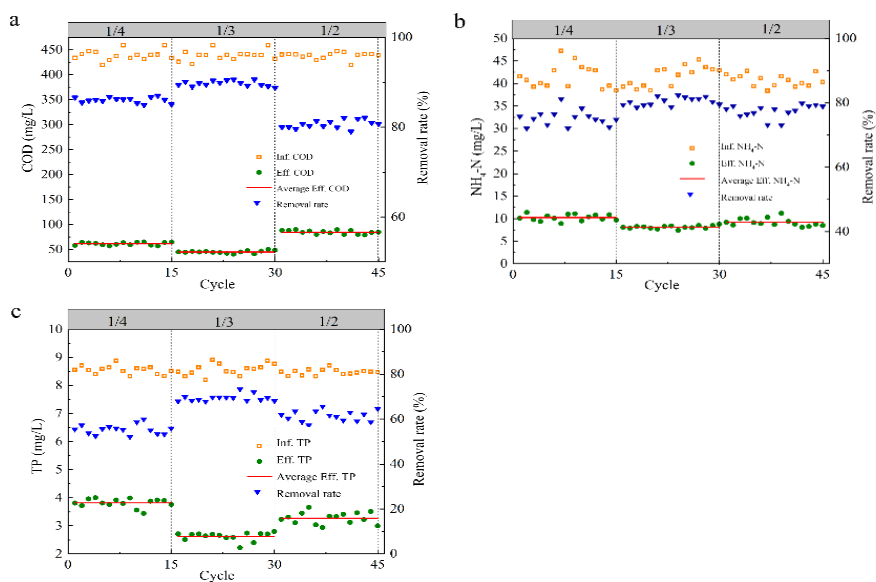 a
1/4 1/3 1/2
450
400
350
300
250
200
150
100
50
COD (mg/L)
100
80
60
Removal rate (%)
Inf. COD
Eff. COD
Average Eff. COD
Removal rate
0 15 30 45
Cycle
b
1/4 1/3 1/2
50
45
40
35
30
25
20
15
10
5
0
NH₄-N (mg/L)
100
80
60
40
Removal rate (%)
Inf. NH₄-N
Eff. NH₄-N
Average Eff. NH₄-N
Removal rate
0 15 30 45
Cycle
c
1/4 1/3 1/2
10
9
8
7
6
5
4
3
2
TP (mg/L)
100
80
60
40
20
0
Removal rate (%)
Inf. TP
Eff. TP
Average Eff. TP
Removal rate
0 15 30 45
Cycle